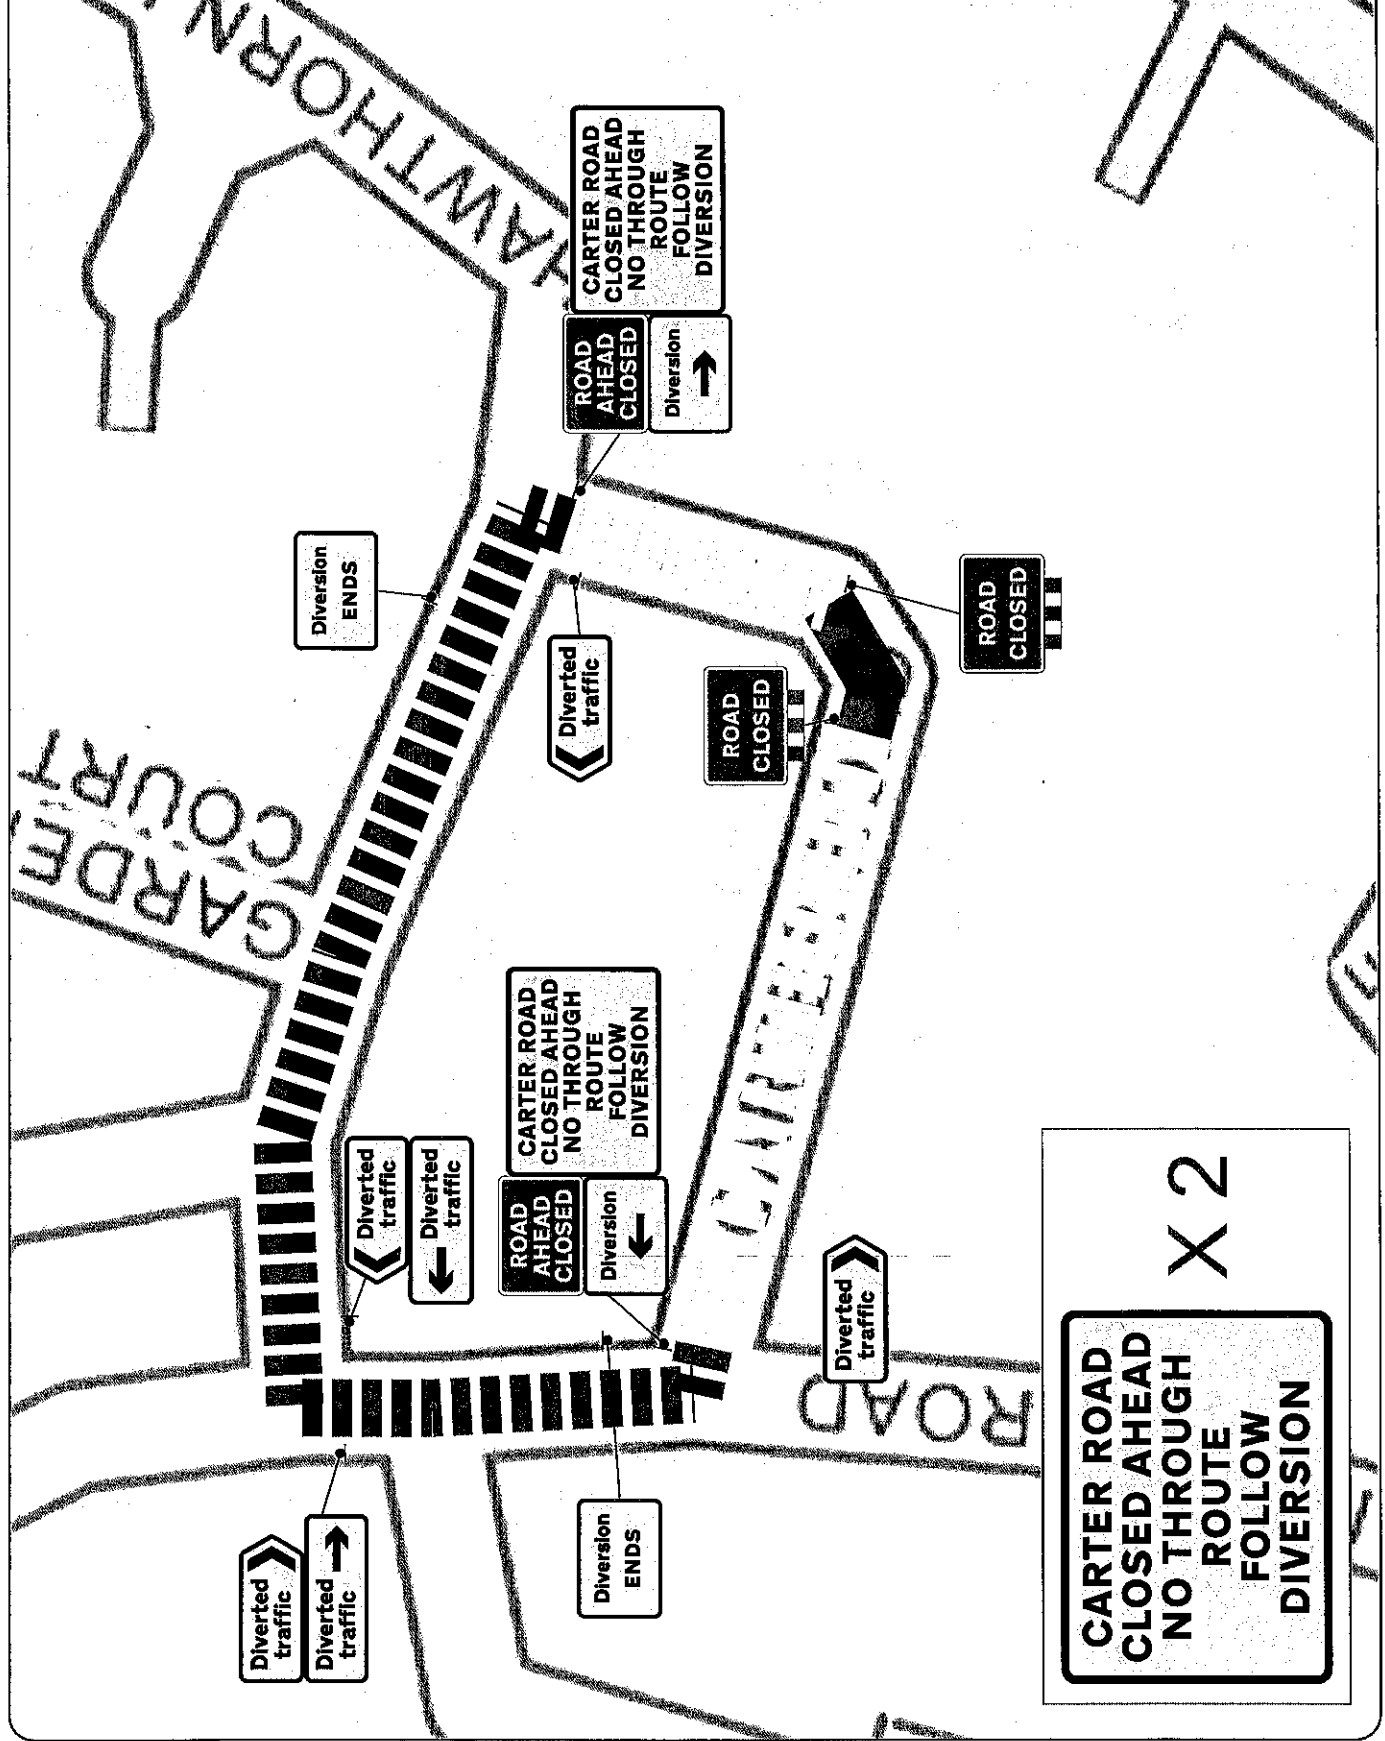 GARDE
COURT
HAWTHORN
Diverted
traffic
Diverted
traffic
Diversion
ENDS
Diverted
traffic
Diverted
traffic
ROAD
AHEAD
CLOSED
Diversion
CARTER ROAD
CLOSED AHEAD
NO THROUGH
ROUTE
FOLLOW
DIVERSION
Diverted
traffic
ROAD
AHEAD
CLOSED
Diversion
CARTER ROAD
CLOSED AHEAD
NO THROUGH
ROUTE
FOLLOW
DIVERSION
Diversion
ENDS
ROAD
CLOSED
ROAD
Diverted
traffic
ROAD
CLOSED
CARTER ROAD
CLOSED AHEAD
NO THROUGH
ROUTE
FOLLOW
DIVERSION
X 2